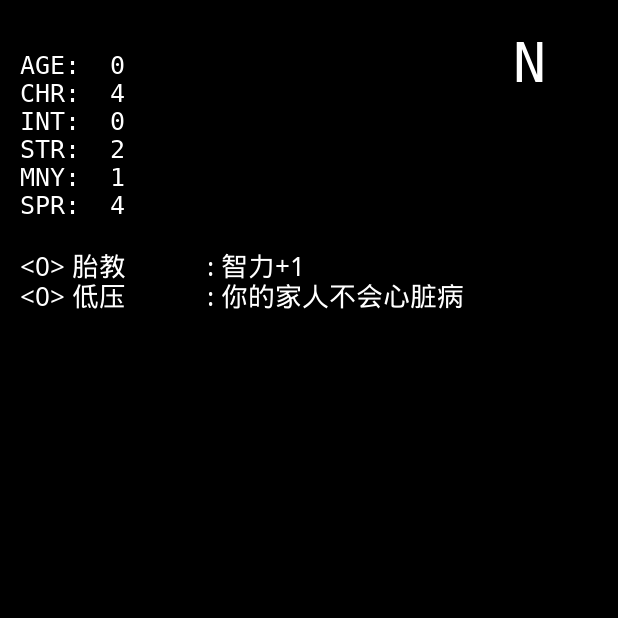 N
AGE: 0
CHR: 4
INT: 0
STR: 2
MNY: 1
SPR: 4
<O> 胎教 : 智力+1
<O> 低压 : 你的家人不会心脏病